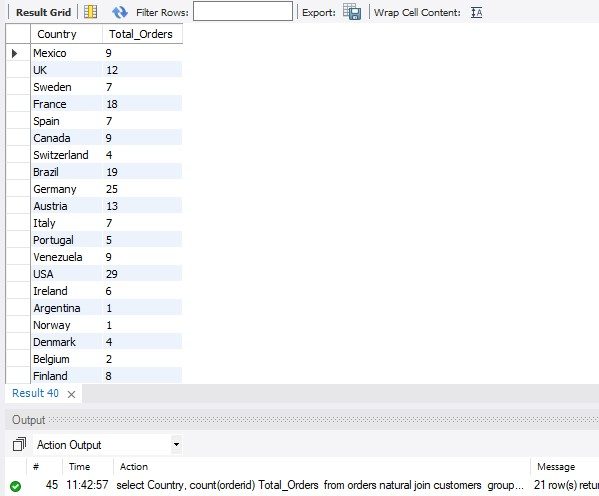 Result Grid Filter Rows: Export: Wrap Cell Content:
Country Total_Orders
Mexico 9
UK 12
Sweden 7
France 18
Spain 7
Canada 9
Switzerland 4
Brazil 19
Germany 25
Austria 13
Italy 7
Portugal 5
Venezuela 9
USA 29
Ireland 6
Argentina 1
Norway 1
Denmark 4
Belgium 2
Finland 8
Result 40
Output
Action Output
# Time Action Message
45 11:42:57 select Country, count(orderid) Total_Orders from orders natural join customers group... 21 row(s) retur